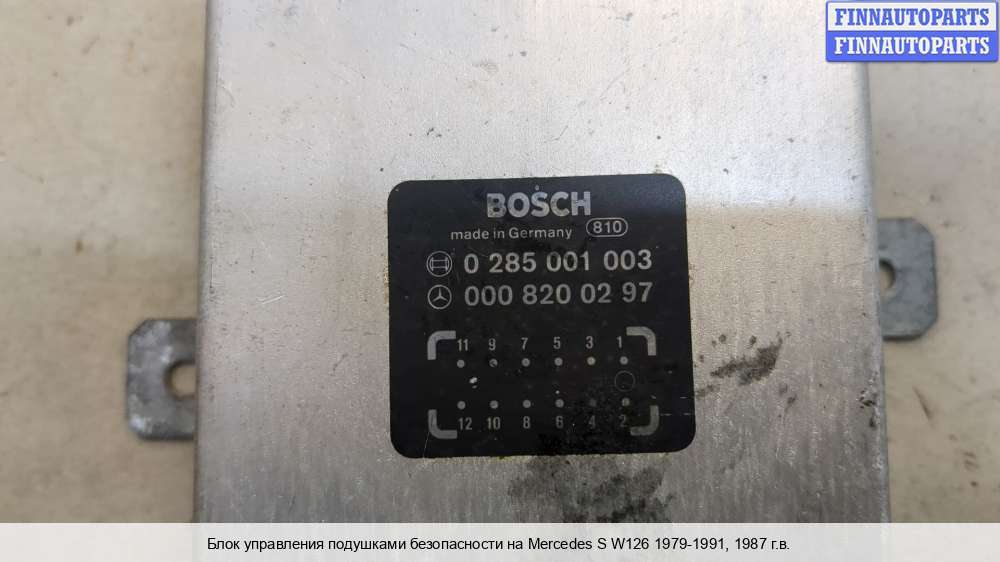 FINNAUTOPARTS
FINNAUTOPARTS
BOSCH
made in Germany 810
0 285 001 003
000 820 02 97
11 9 7 5 3 1
12 10 8 6 4 2
Блок управления подушками безопасности на Mercedes S W126 1979-1991, 1987 г.в.